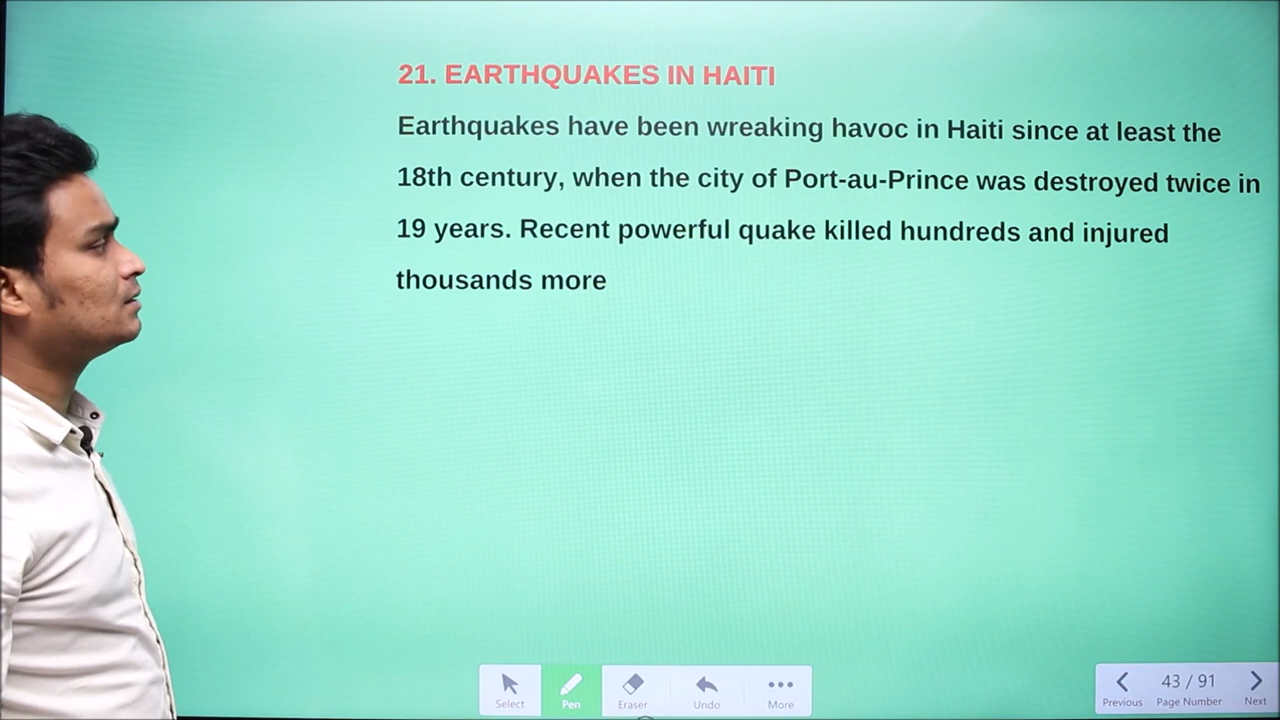 21. EARTHQUAKES IN HAITI
Earthquakes have been wreaking havoc in Haiti since at least the
18th century, when the city of Port-au-Prince was destroyed twice in
19 years. Recent powerful quake killed hundreds and injured
thousands more
Select
Pen
Eraser
Undo
More
43 / 91
Previous
Page Number
Next